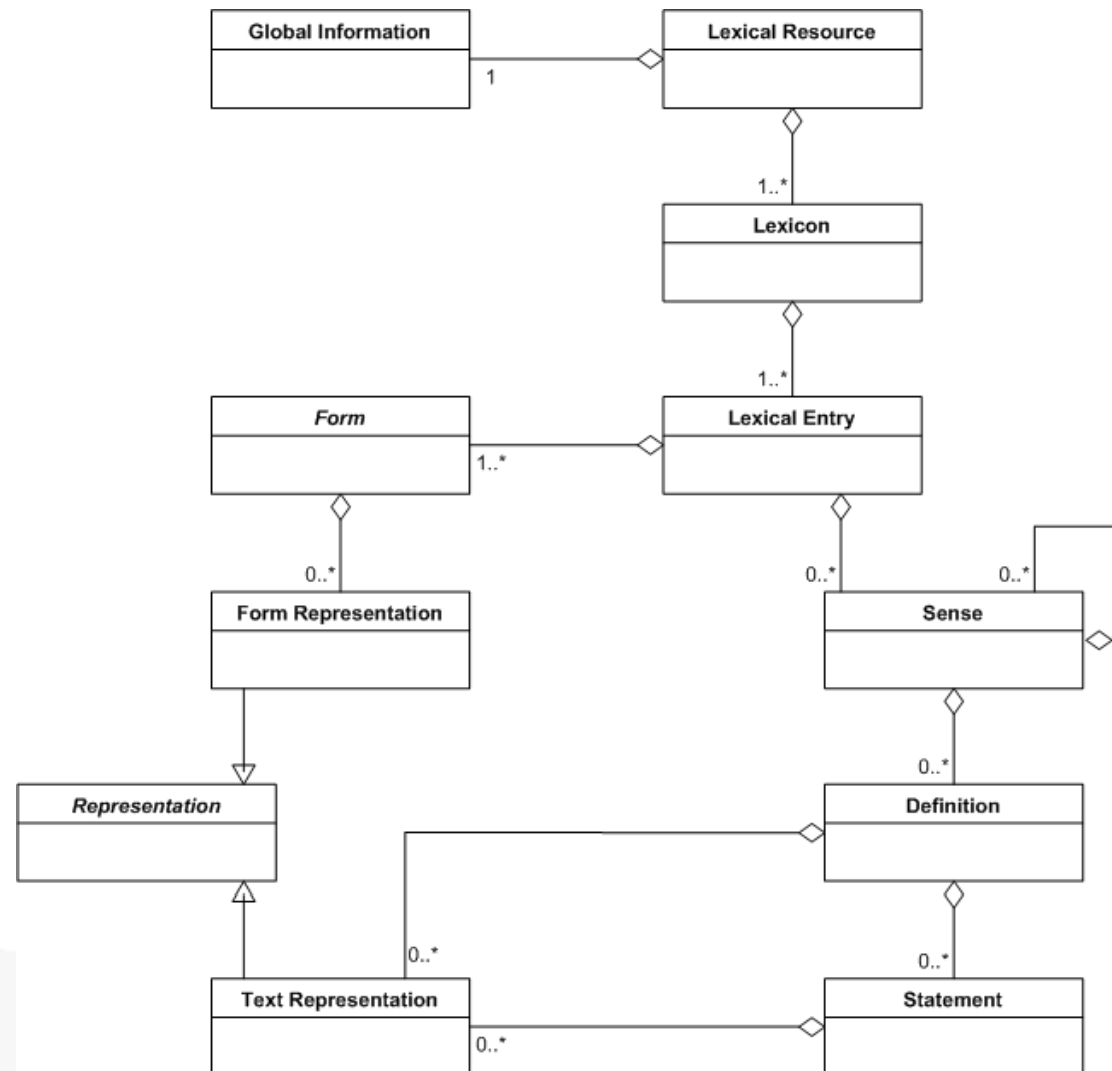 Global Information
Lexical Resource
1
1..*
Lexicon
1..*
Form
Lexical Entry
1..*
0..*
0..*
0..*
Form Representation
Sense
0..*
Representation
Definition
0..*
0..*
Text Representation
Statement
0..*